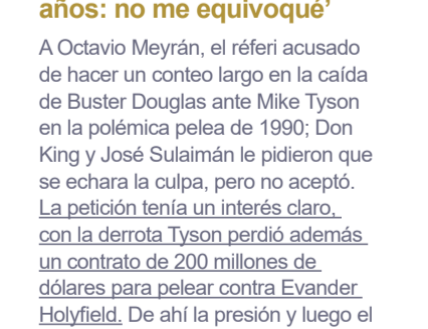 años: no me equivoqué’
A Octavio Meyrán, el réferi acusado
de hacer un conteo largo en la caída
de Buster Douglas ante Mike Tyson
en la polémica pelea de 1990; Don
King y José Sulaimán le pidieron que
se echara la culpa, pero no aceptó.
La petición tenía un interés claro,
con la derrota Tyson perdió además
un contrato de 200 millones de
dólares para pelear contra Evander
Holyfield. De ahí la presión y luego el